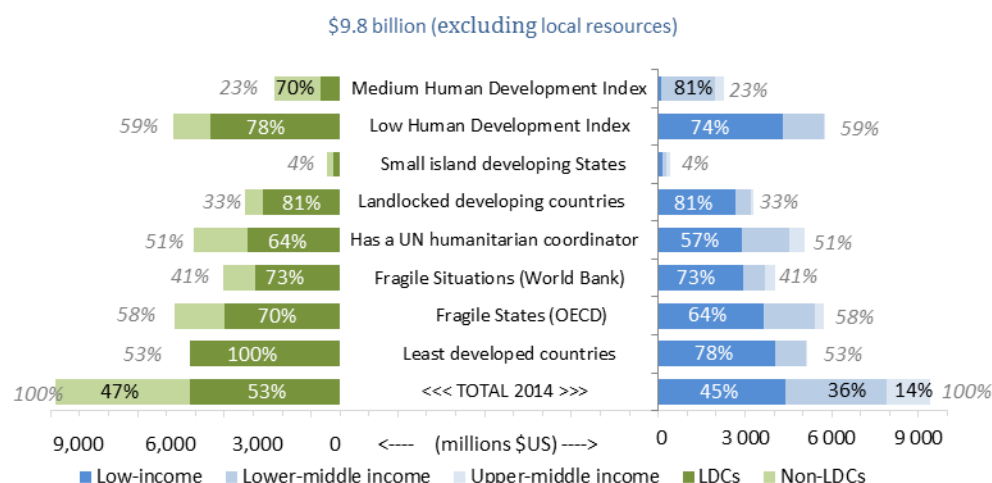 $9.8 billion (excluding local resources)
23% 70% Medium Human Development Index 81% 23%
59% 78% Low Human Development Index 74% 59%
4% Small island developing States 4%
33% 81% Landlocked developing countries 81% 33%
51% 64% Has a UN humanitarian coordinator 57% 51%
41% 73% Fragile Situations (World Bank) 73% 41%
58% 70% Fragile States (OECD) 64% 58%
53% 100% Least developed countries 78% 53%
100% 47% 53% <<< TOTAL 2014 >>> 45% 36% 14% 100%
9,000 6,000 3,000 0 <---- (millions $US) ----> 0 3 000 6 000 9 000
Low-income Lower-middle income Upper-middle income LDCs Non-LDCs